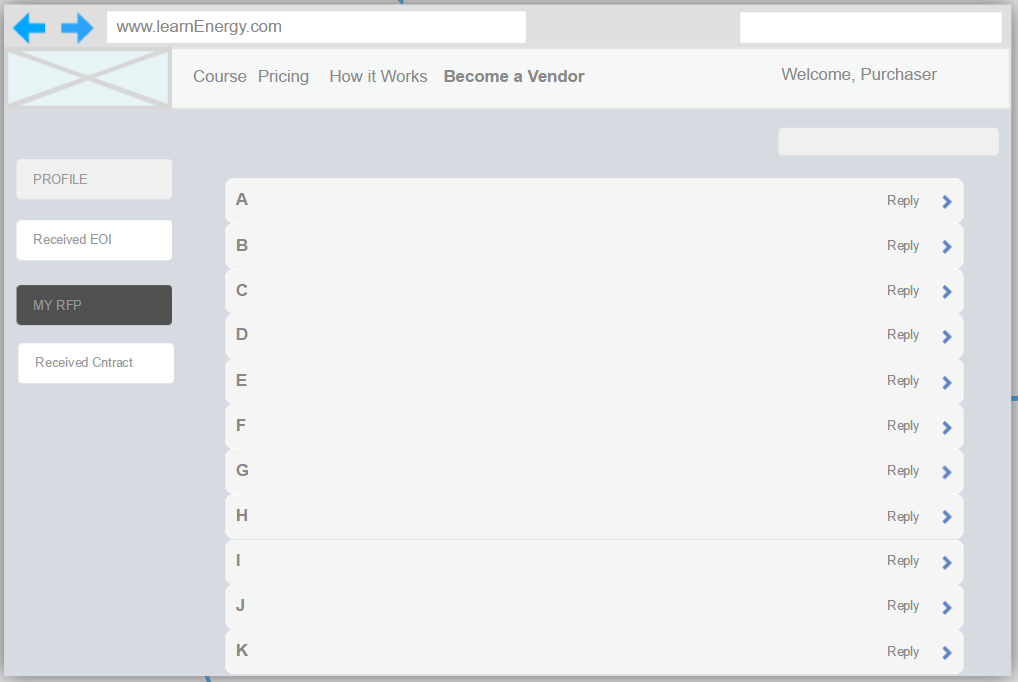 www.learnEnergy.com
Course Pricing How it Works Become a Vendor Welcome, Purchaser
PROFILE
Received EOI
MY RFP
Received Cntract
A Reply
B Reply
C Reply
D Reply
E Reply
F Reply
G Reply
H Reply
I Reply
J Reply
K Reply